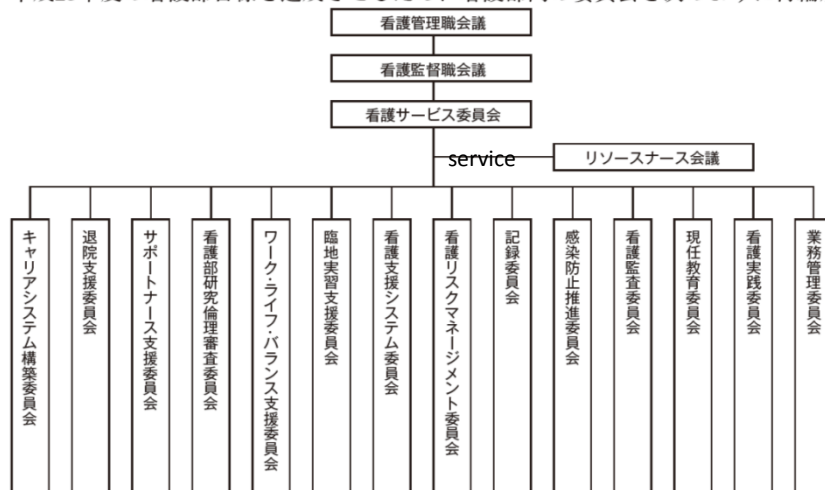 看護管理職会議
看護監督職会議
看護サービス委員会
service
リソースナース会議
キャリアシステム構築委員会
退院支援委員会
サポートナース支援委員会
看護部研究倫理審査委員会
ワーク・ライフ・バランス支援委員会
臨地実習支援委員会
看護支援システム委員会
看護リスクマネージメント委員会
記録委員会
感染防止推進委員会
看護監査委員会
現任教育委員会
看護実践委員会
業務管理委員会